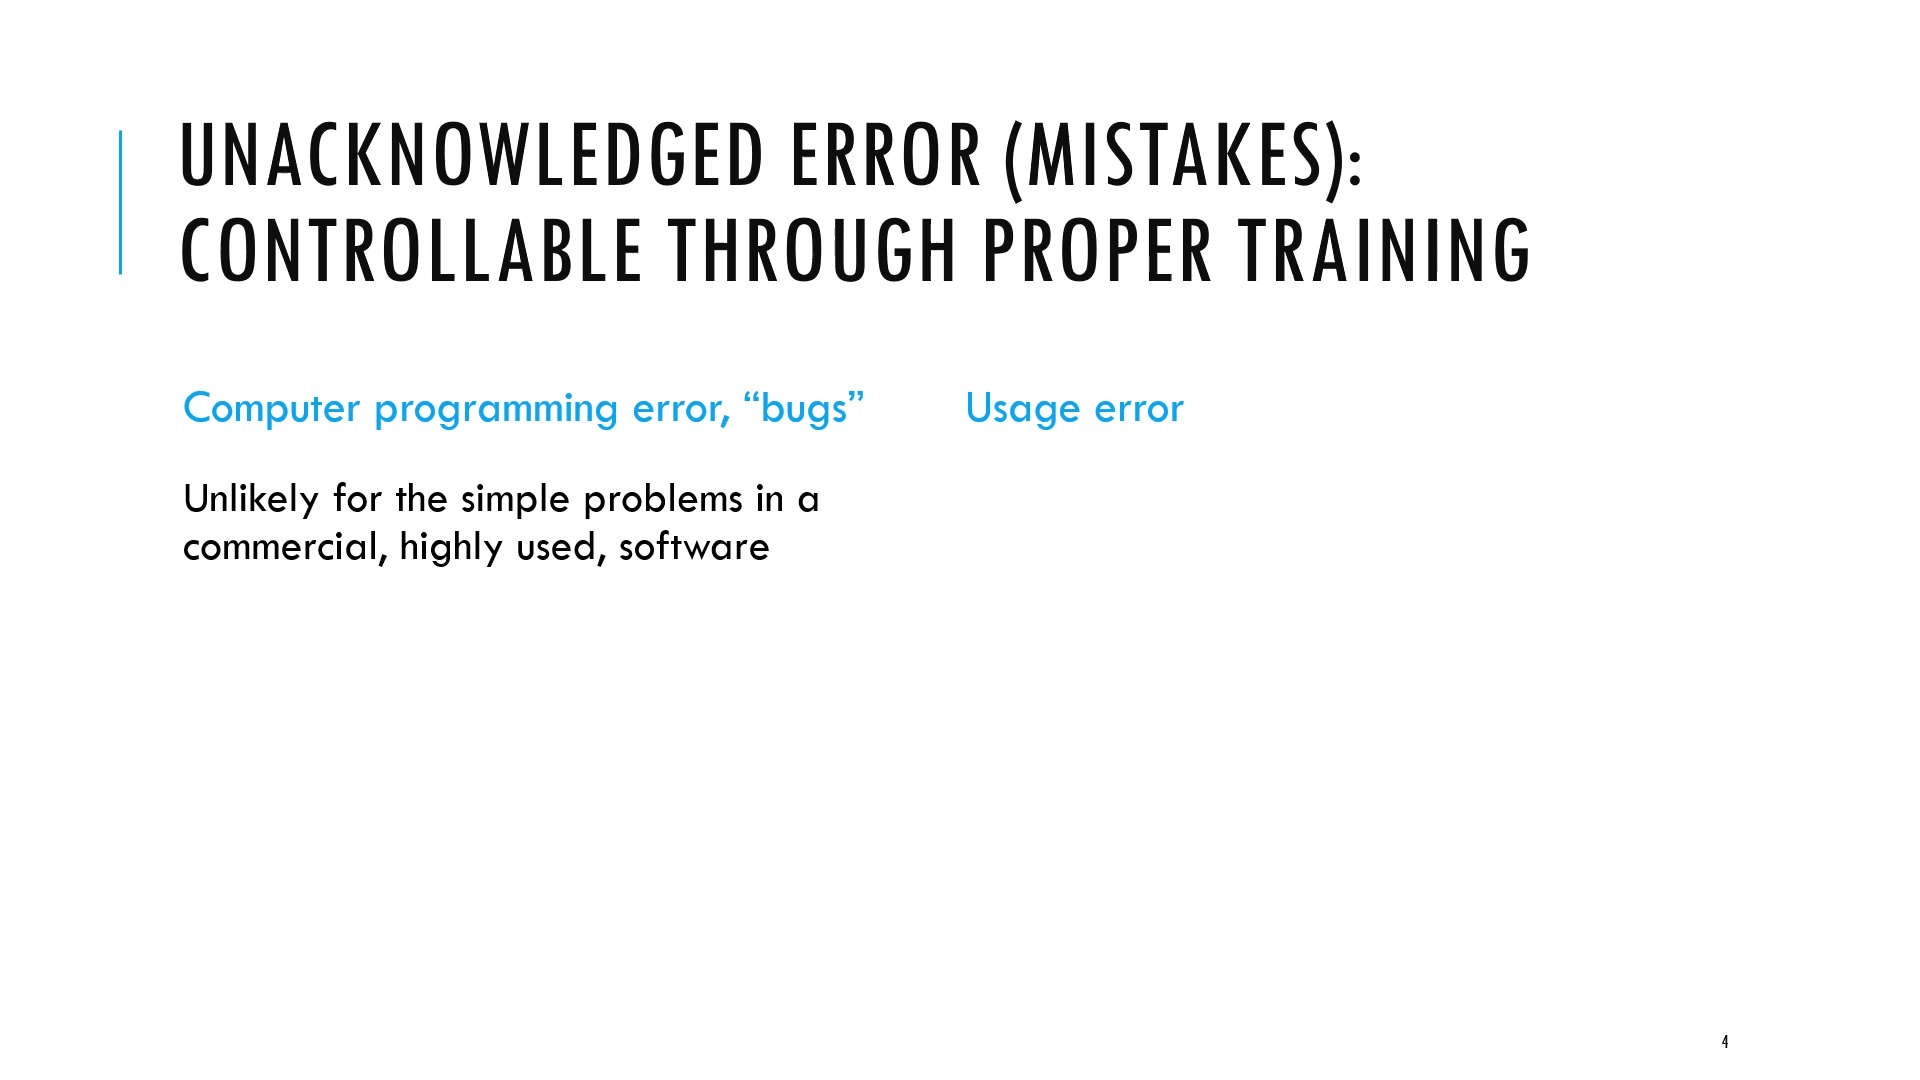 UNACKNOWLEDGED ERROR (MISTAKES):
CONTROLLABLE THROUGH PROPER TRAINING
Computer programming error, “bugs”
Unlikely for the simple problems in a
commercial, highly used, software
Usage error
4